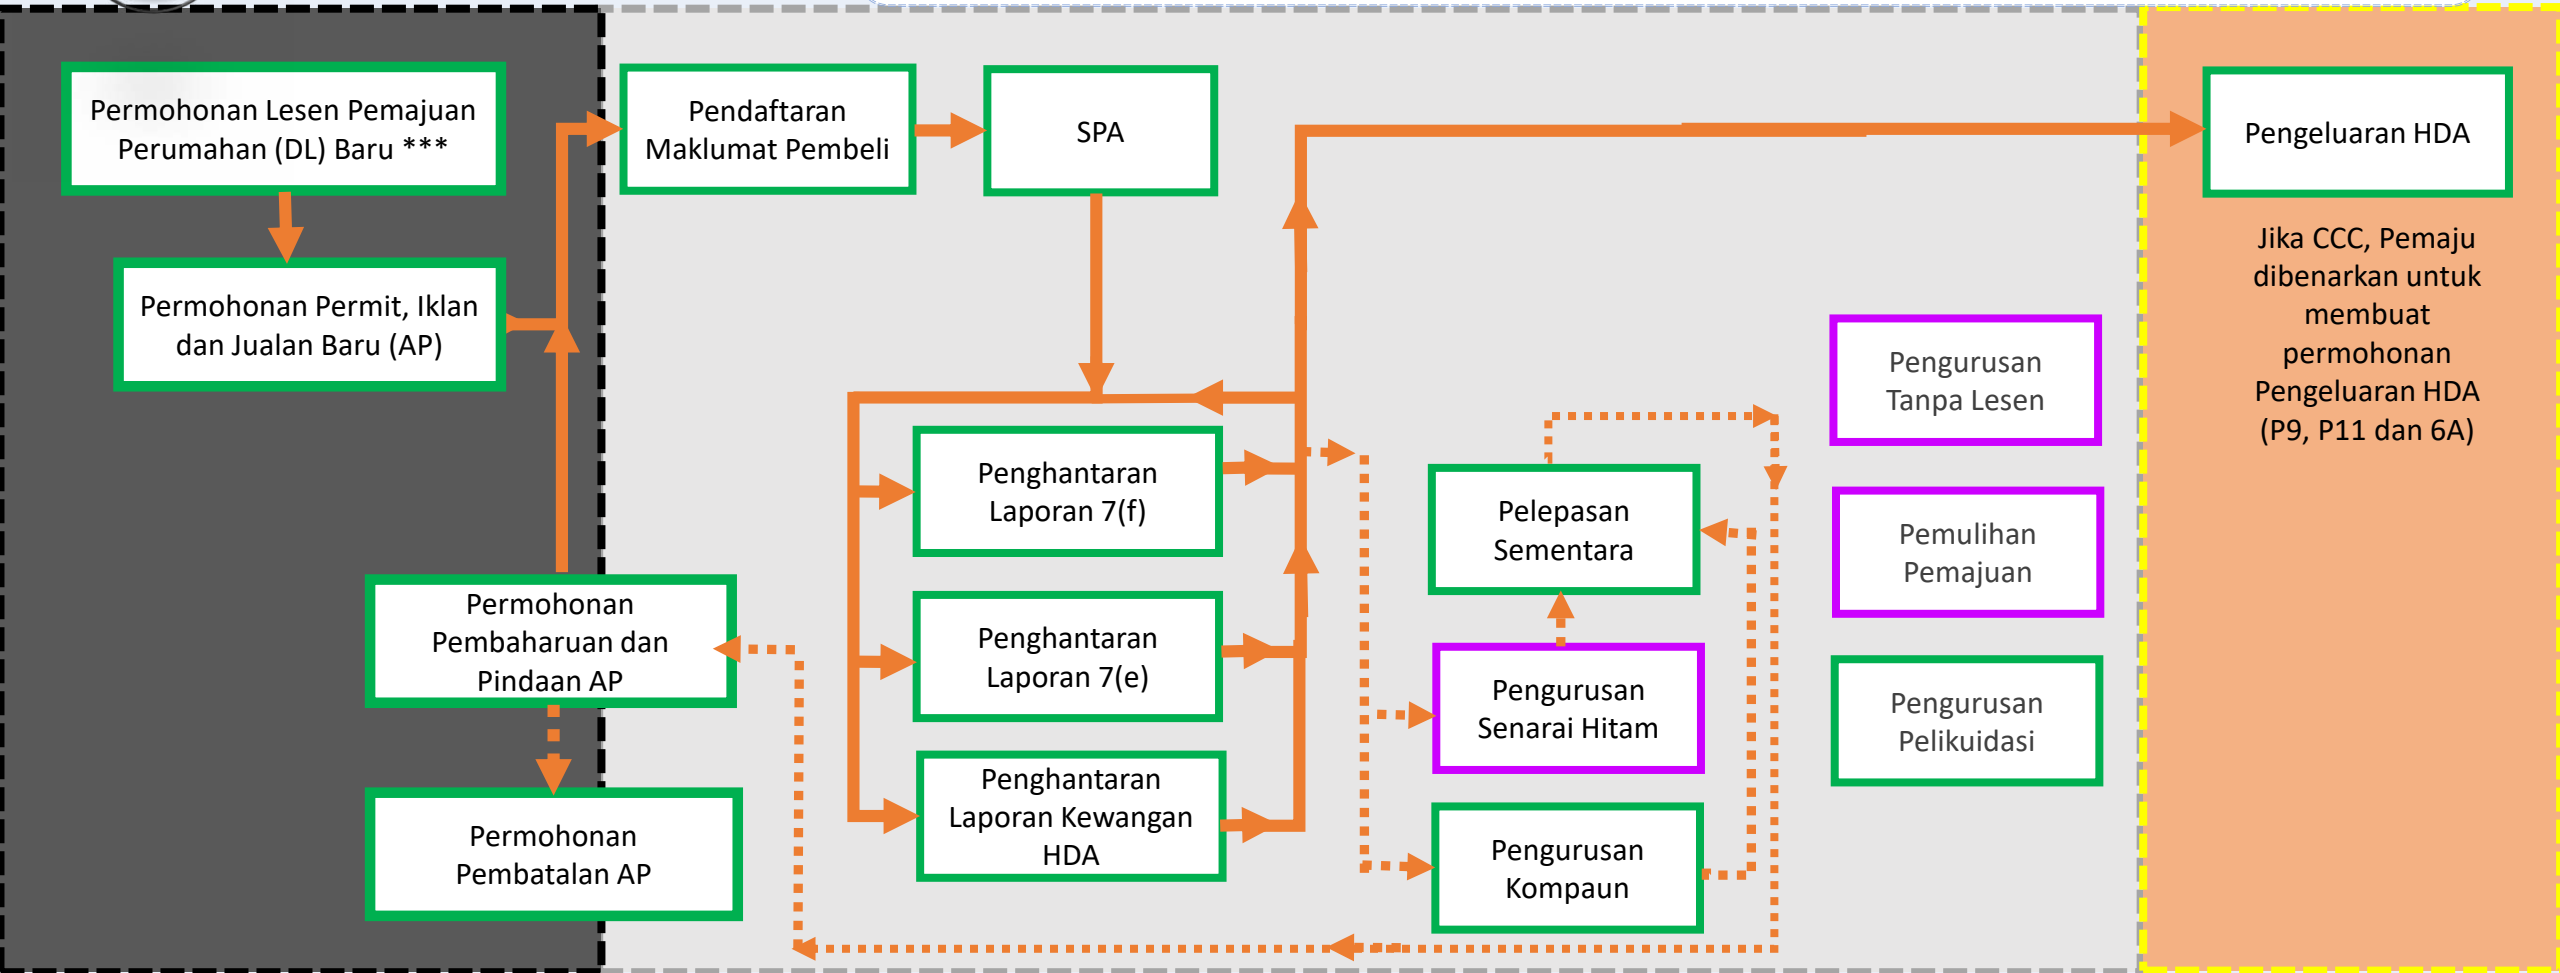 Permohonan Lesen Pemajuan
Perumahan (DL) Baru ***
Permohonan Permit, Iklan
dan Jualan Baru (AP)
Permohonan
Pembaharuan dan
Pindaan AP
Permohonan
Pembatalan AP
Pendaftaran
Maklumat Pembeli
SPA
Penghantaran
Laporan 7(f)
Penghantaran
Laporan 7(e)
Penghantaran
Laporan Kewangan
HDA
Pelepasan
Sementara
Pengurusan
Senarai Hitam
Pengurusan
Kompaun
Pengurusan
Tanpa Lesen
Pemulihan
Pemajuan
Pengurusan
Pelikuidasi
Pengeluaran HDA
Jika CCC, Pemaju
dibenarkan untuk
membuat
permohonan
Pengeluaran HDA
(P9, P11 dan 6A)